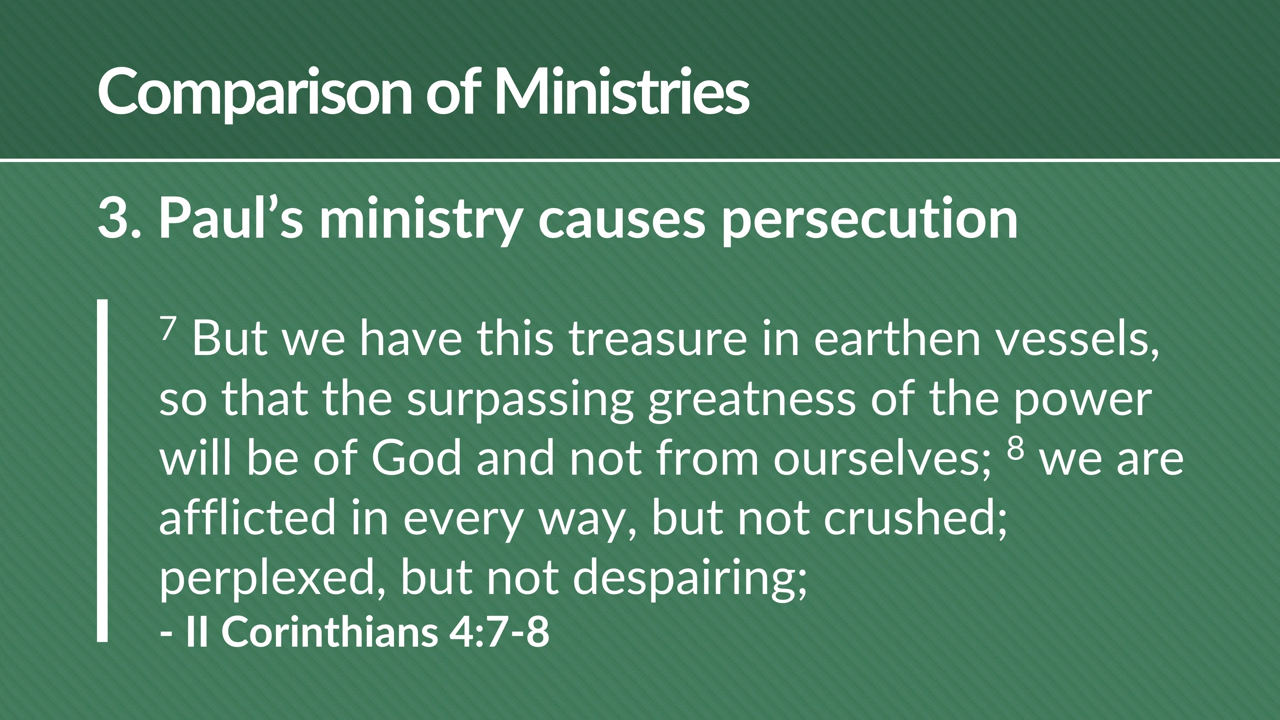 Comparison of Ministries
3. Paul’s ministry causes persecution
7 But we have this treasure in earthen vessels,
so that the surpassing greatness of the power
will be of God and not from ourselves; 8 we are
afflicted in every way, but not crushed;
perplexed, but not despairing;
- II Corinthians 4:7-8